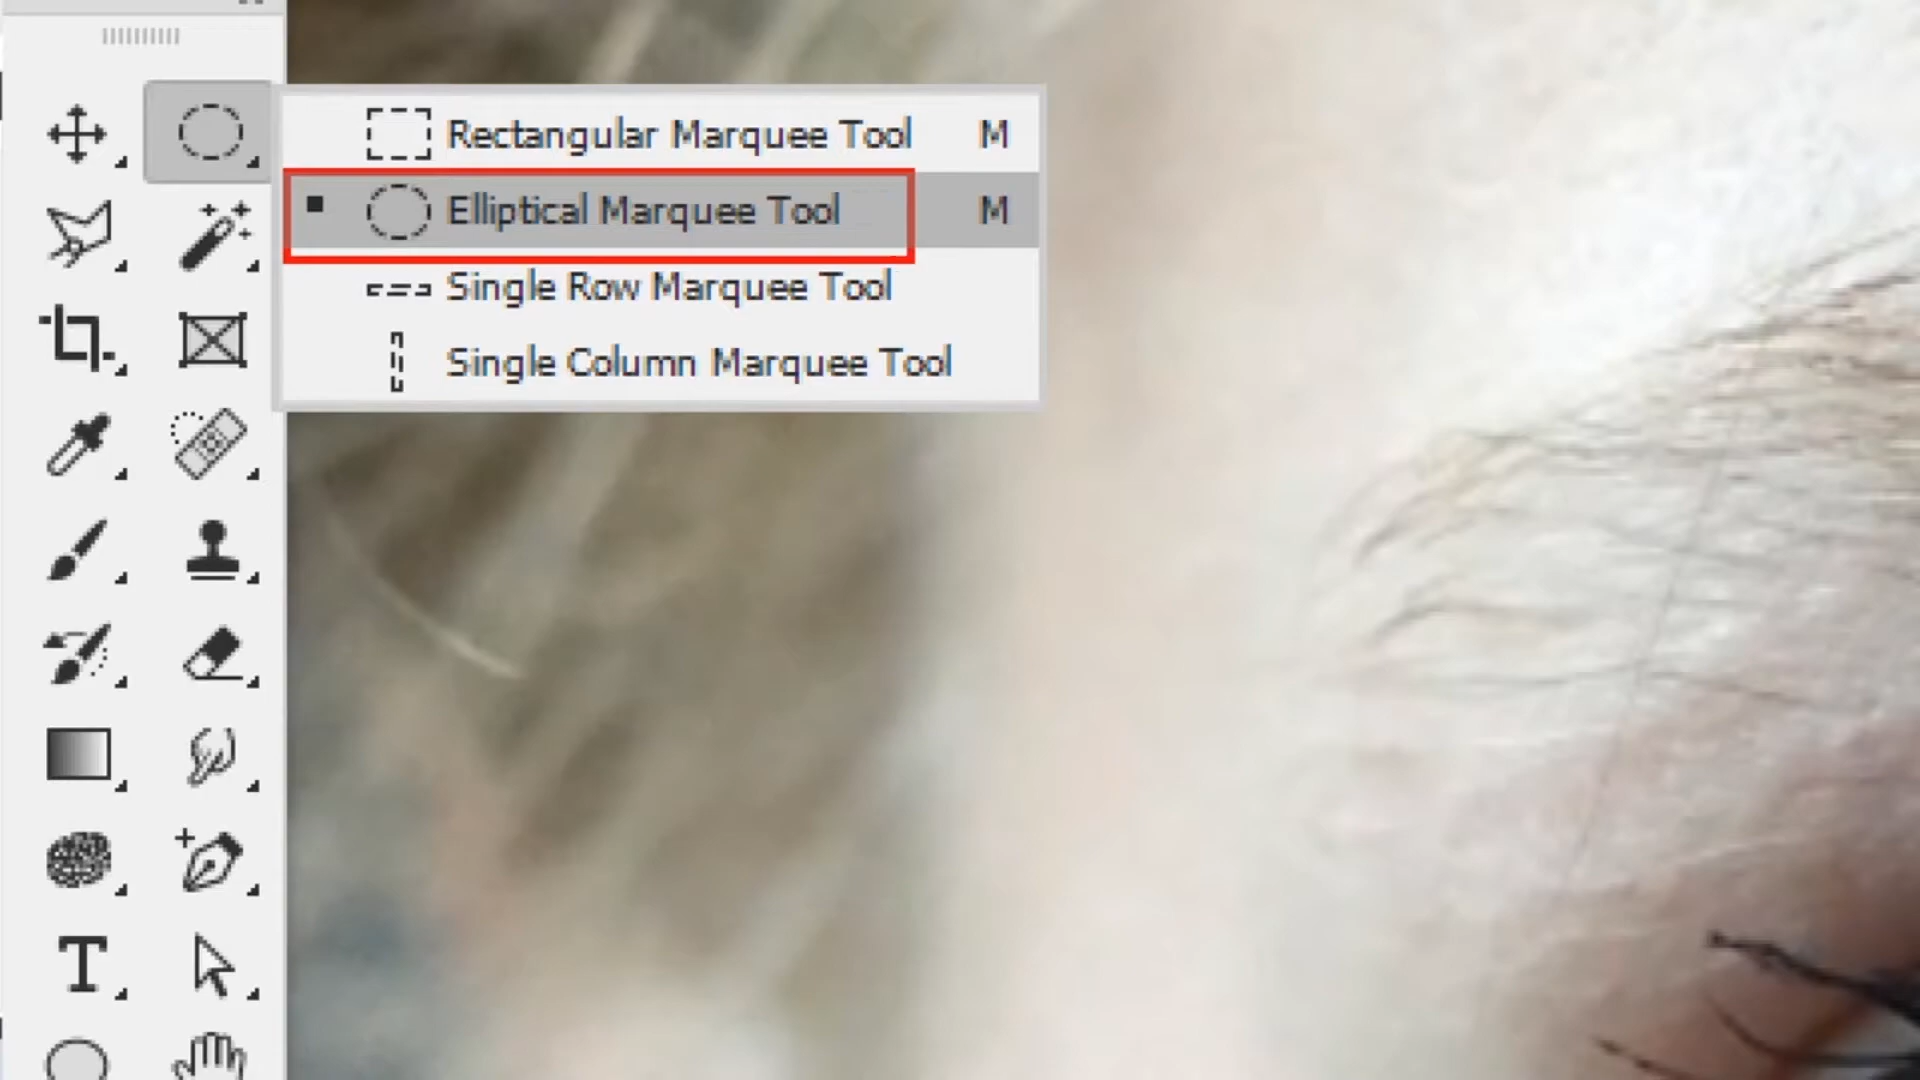 Rectangular Marquee Tool M
Elliptical Marquee Tool M
Single Row Marquee Tool
Single Column Marquee Tool
T